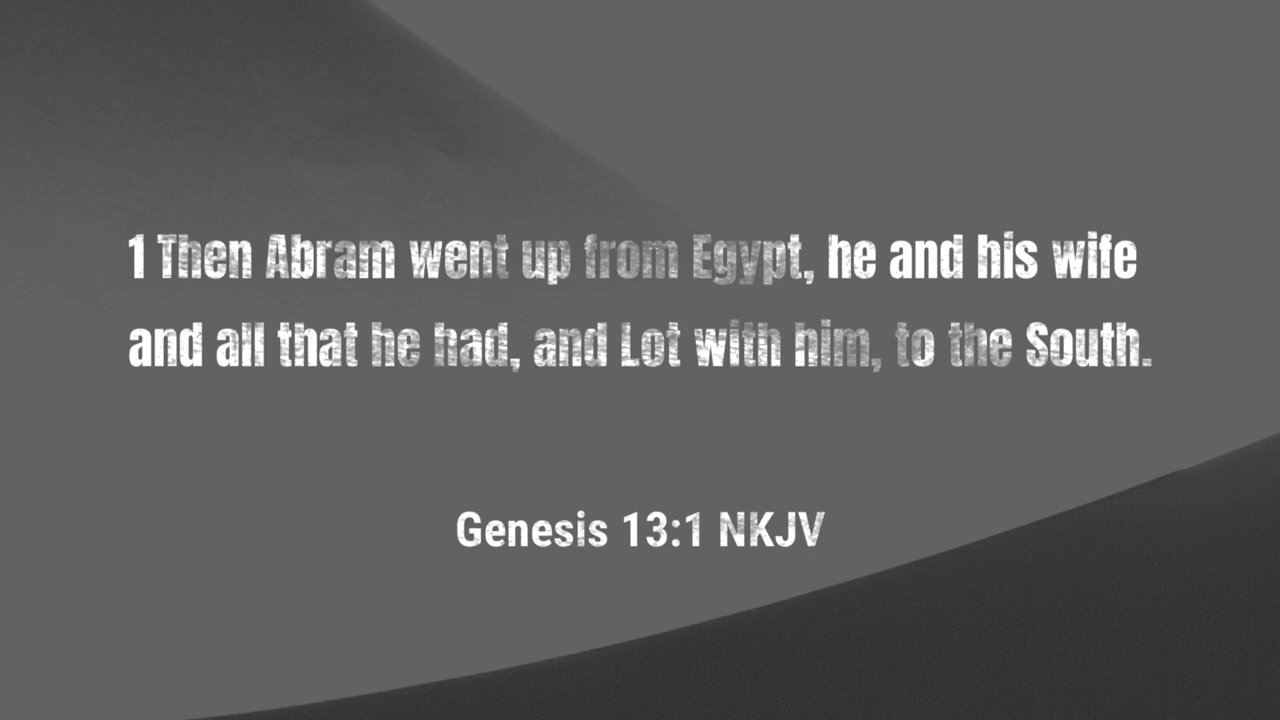 1 Then Abram went up from Egypt, he and his wife
and all that he had, and Lot with him, to the South.
Genesis 13:1 NKJV